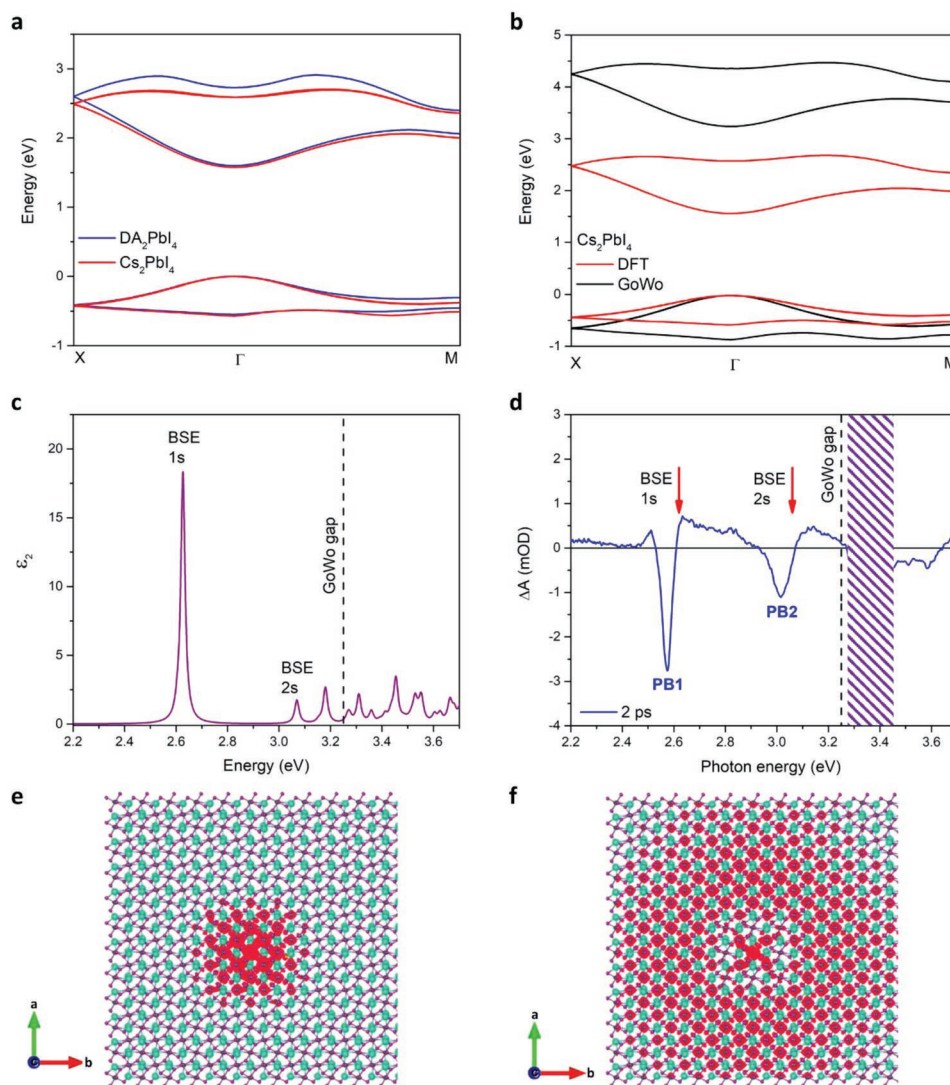 a
Energy (eV)
3
2
1
0
-1
X
Γ
M
DA₂PbI₄
Cs₂PbI₄
b
Energy (eV)
5
4
3
2
1
0
-1
X
Γ
M
Cs₂PbI₄
DFT
GoWo
c
ε₂
20
15
10
5
0
BSE
1s
BSE
2s
GoWo gap
2.2
2.4
2.6
2.8
3.0
3.2
3.4
3.6
Energy (eV)
d
ΔA (mOD)
3
2
1
0
-1
-2
-3
-4
BSE
1s
BSE
2s
GoWo gap
PB1
PB2
2 ps
2.2
2.4
2.6
2.8
3.0
3.2
3.4
3.6
Photon energy (eV)
e
a
b
f
a
b